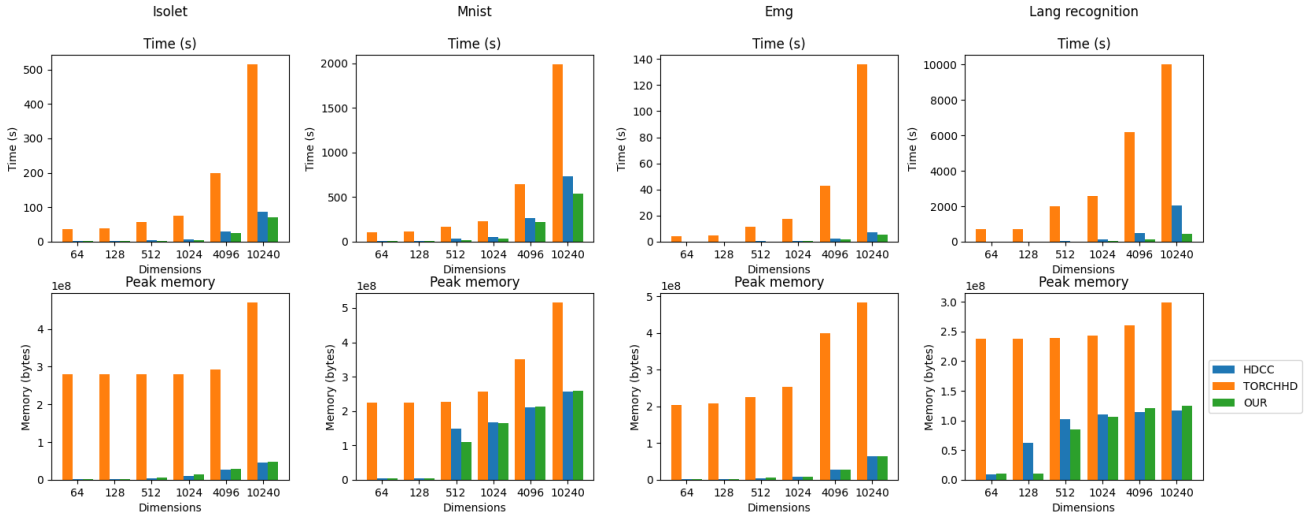 Isolet
Mnist
Emg
Lang recognition
Time (s)
Time (s)
500
400
300
200
100
0
64 128 512 1024 4096 10240
Dimensions
Time (s)
Time (s)
2000
1500
1000
500
0
64 128 512 1024 4096 10240
Dimensions
Time (s)
Time (s)
140
120
100
80
60
40
20
0
64 128 512 1024 4096 10240
Dimensions
Time (s)
Time (s)
10000
8000
6000
4000
2000
0
64 128 512 1024 4096 10240
Dimensions
Peak memory
1e8
Memory (bytes)
4
3
2
1
0
64 128 512 1024 4096 10240
Dimensions
Peak memory
1e8
Memory (bytes)
5
4
3
2
1
0
64 128 512 1024 4096 10240
Dimensions
Peak memory
1e8
Memory (bytes)
5
4
3
2
1
0
64 128 512 1024 4096 10240
Dimensions
Peak memory
1e8
Memory (bytes)
3.0
2.5
2.0
1.5
1.0
0.5
0.0
64 128 512 1024 4096 10240
Dimensions
HDCC
TORCHHD
OUR